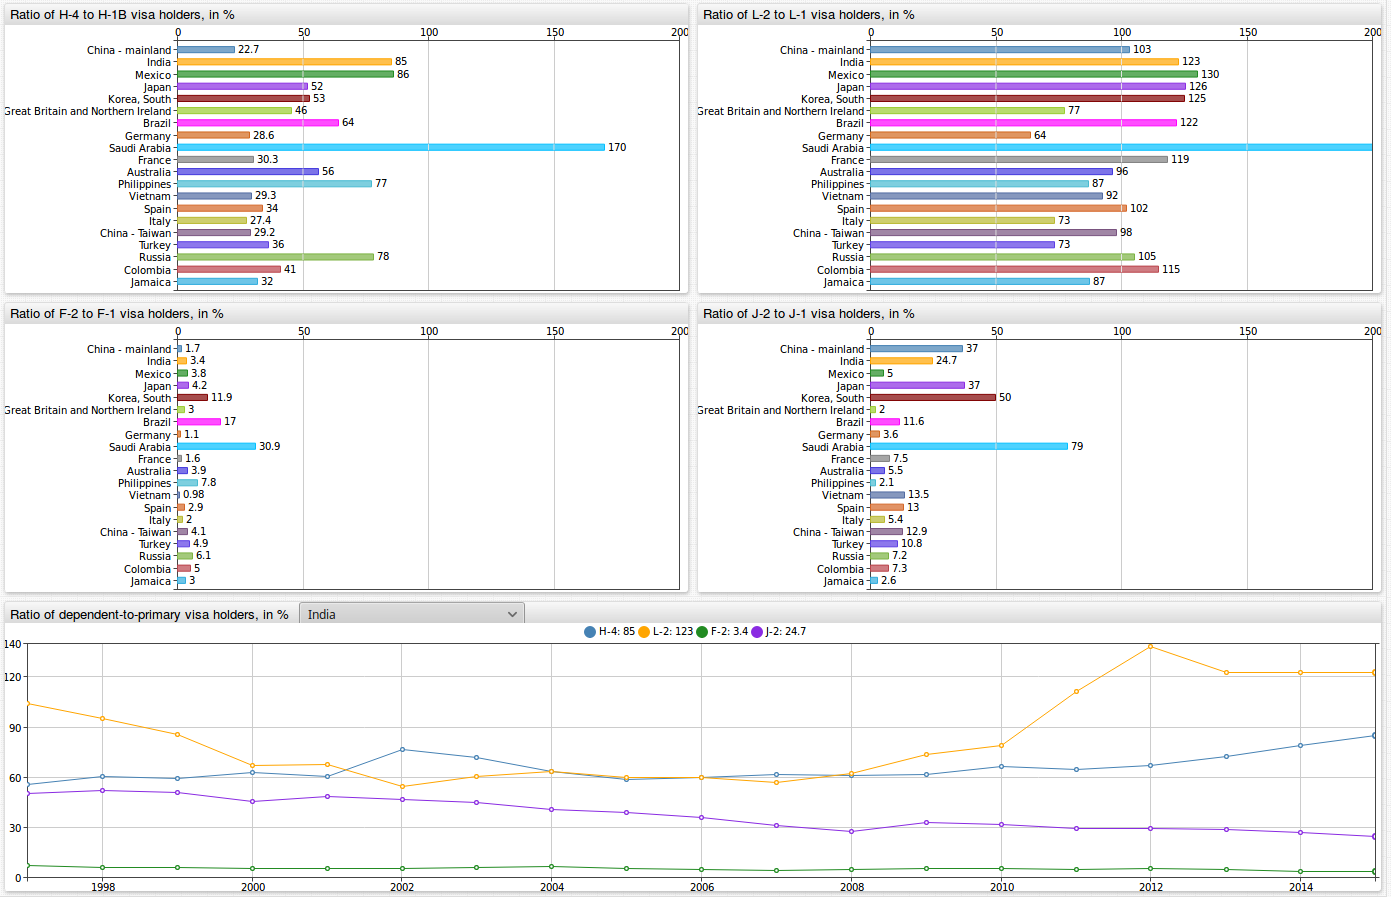 Ratio of H-4 to H-1B visa holders, in %
0 50 100 150 200
China - mainland 22.7
India 85
Mexico 86
Japan 52
Korea, South 53
Great Britain and Northern Ireland 46
Brazil 64
Germany 28.6
Saudi Arabia 170
France 30.3
Australia 56
Philippines 77
Vietnam 29.3
Spain 34
Italy 27.4
China - Taiwan 29.2
Turkey 36
Russia 78
Colombia 41
Jamaica 32
Ratio of L-2 to L-1 visa holders, in %
0 50 100 150 200
China - mainland 103
India 123
Mexico 130
Japan 126
Korea, South 125
Great Britain and Northern Ireland 77
Brazil 122
Germany 64
Saudi Arabia
France 119
Australia 96
Philippines 87
Vietnam 92
Spain 102
Italy 73
China - Taiwan 98
Turkey 73
Russia 105
Colombia 115
Jamaica 87
Ratio of F-2 to F-1 visa holders, in %
0 50 100 150 200
China - mainland 1.7
India 3.4
Mexico 3.8
Japan 4.2
Korea, South 11.9
Great Britain and Northern Ireland 3
Brazil 17
Germany 1.1
Saudi Arabia 30.9
France 1.6
Australia 3.9
Philippines 7.8
Vietnam 0.98
Spain 2.9
Italy 2
China - Taiwan 4.1
Turkey 4.9
Russia 6.1
Colombia 5
Jamaica 3
Ratio of J-2 to J-1 visa holders, in %
0 50 100 150 200
China - mainland 37
India 24.7
Mexico 5
Japan 37
Korea, South 50
Great Britain and Northern Ireland 2
Brazil 11.6
Germany 3.6
Saudi Arabia 79
France 7.5
Australia 5.5
Philippines 2.1
Vietnam 13.5
Spain 13
Italy 5.4
China - Taiwan 12.9
Turkey 10.8
Russia 7.2
Colombia 7.3
Jamaica 2.6
Ratio of dependent-to-primary visa holders, in % India
H-4: 85 L-2: 123 F-2: 3.4 J-2: 24.7
140
120
90
60
30
0
1998 2000 2002 2004 2006 2008 2010 2012 2014